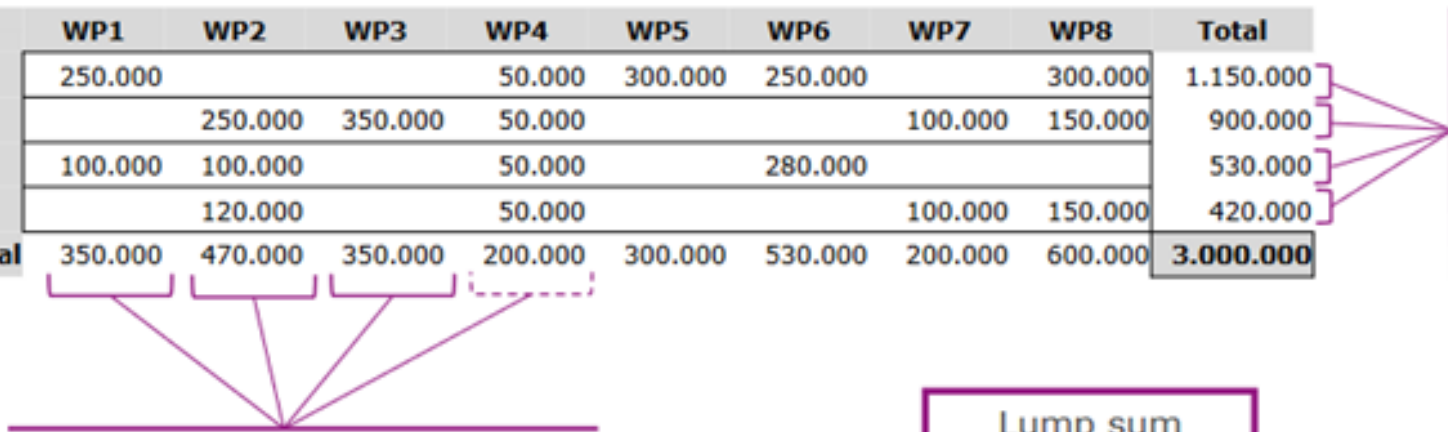 WP1 WP2 WP3 WP4 WP5 WP6 WP7 WP8 Total
250.000 50.000 300.000 250.000 300.000 1.150.000
250.000 350.000 50.000 100.000 150.000 900.000
100.000 100.000 50.000 280.000 530.000
120.000 50.000 100.000 150.000 420.000
al 350.000 470.000 350.000 200.000 300.000 530.000 200.000 600.000 3.000.000
Lump sum